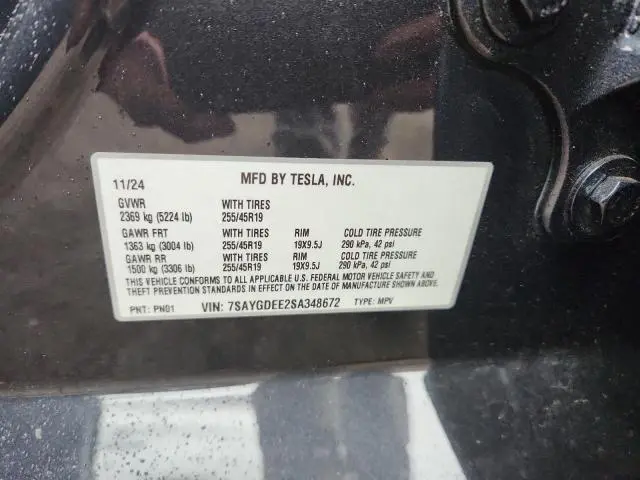 11/24 MFD BY TESLA, INC.
GVWR WITH TIRES
2369 kg (5224 lb) 255/45R19
GAWR FRT WITH TIRES RIM COLD TIRE PRESSURE
1363 kg (3004 lb) 255/45R19 19X9.5J 290 kPa, 42 psi
GAWR RR WITH TIRES RIM COLD TIRE PRESSURE
1500 kg (3306 lb) 255/45R19 19X9.5J 290 kPa, 42 psi
THIS VEHICLE CONFORMS TO ALL APPLICABLE U.S. FEDERAL MOTOR VEHICLE SAFETY AND
THEFT PREVENTION STANDARDS IN EFFECT ON THE DATE OF MANUFACTURE SHOWN ABOVE.
PNT: PN01 VIN: 7SAYGDEE2SA348672 TYPE: MPV